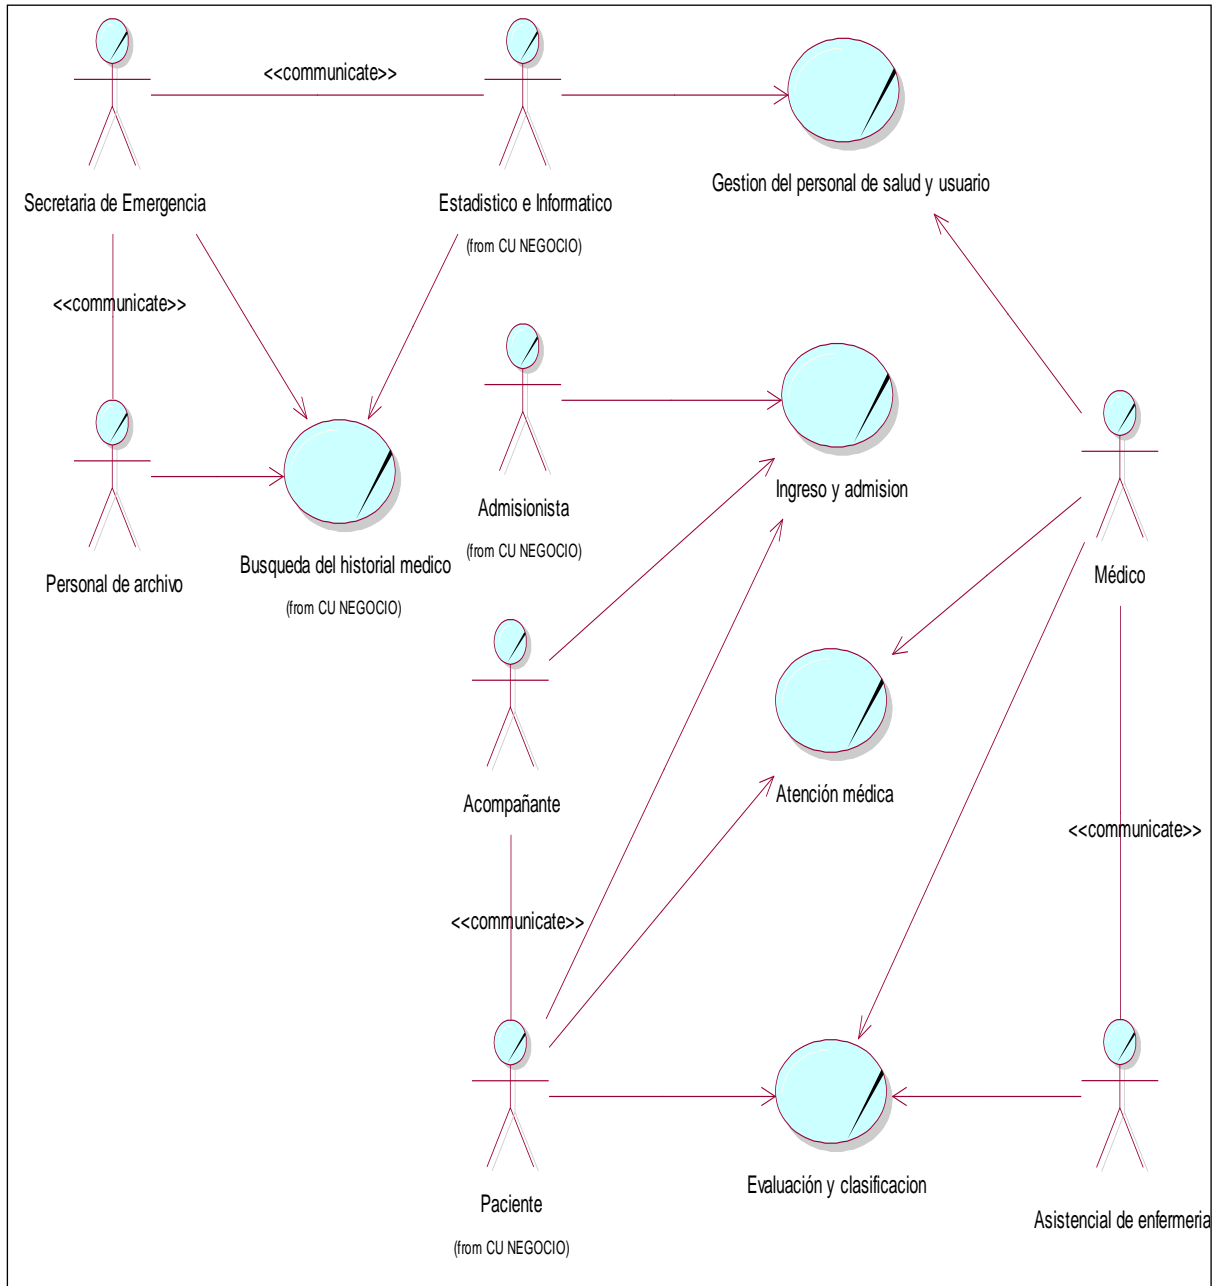 <<communicate>>
Secretaria de Emergencia
Estadistico e Informatico
(from CU NEGOCIO)
Gestion del personal de salud y usuario
<<communicate>>
Personal de archivo
Busqueda del historial medico
(from CU NEGOCIO)
Admisionista
(from CU NEGOCIO)
Ingreso y admision
Médico
Acompañante
Atención médica
<<communicate>>
<<communicate>>
Paciente
(from CU NEGOCIO)
Evaluación y clasificacion
Asistencial de enfermeria